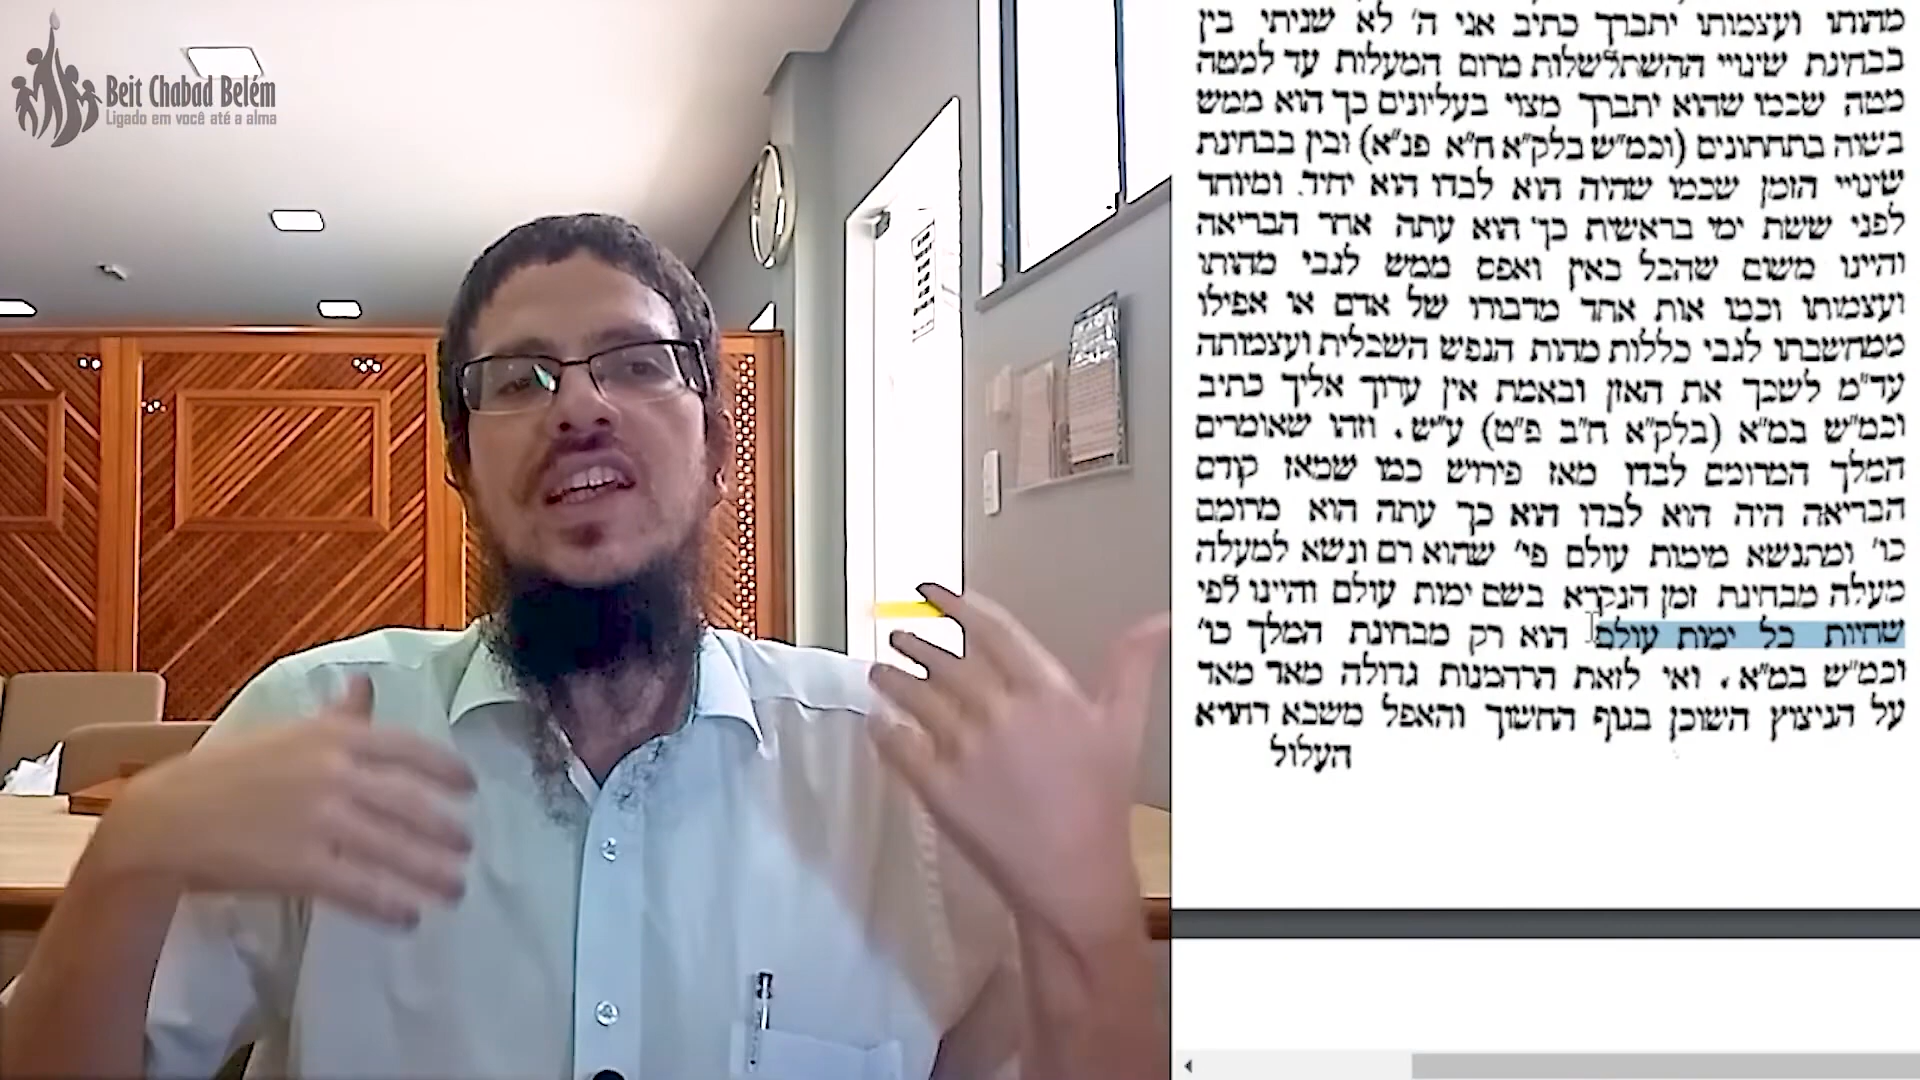 Beit Chabad Belém
Ligado em você até a alma
מהותו ועצמותו יתברך כתיב אני ה' לא שניתי בין
בבחינת שינויי ההשתלשלות מרום המעלות עד למטה
מטה שכמו שהוא יתברך מצוי בעליונים כך הוא ממש
בשוה בתחתונים (וכמ"ש בלק"א ח"א פנ"א) ובין בבחינת
שינויי הזמן שכמו שהיה הוא לבדו הוא יחיד. ומיוחד
לפני ששת ימי בראשית כך הוא עתה אחר הבריאה
והיינו משום שהכל כאין ואפס ממש לגבי מהותו
ועצמותו וכמו אות אחד מדבורו של אדם או אפילו
ממחשבתו לגבי כללות מהות הנפש השכלית ועצמותה
עד"מ לשכך את האזן ובאמת אין ערוך אליך כתיב
וכמ"ש במ"א (בלק"א ח"ב פ"ט) ע"ש. וזהו שאומרים
המלך המרומם לבדו מאז פירוש כמו שמאז קודם
הבריאה היה הוא לבדו הוא כך עתה הוא מרומם
כו' ומתנשא מימות עולם פי' שהוא רם ונשא למעלה
מעלה מבחינת זמן הנקרא בשם ימות עולם והיינו לפי
שחיות כל ימות עולם הוא רק מבחינת המלך כו'
וכמ"ש במ"א. ואי לזאת הרחמנות גדולה מאד מאד
על הניצוץ השוכן בגוף החשוך והאפל משכא דחויא
העלול